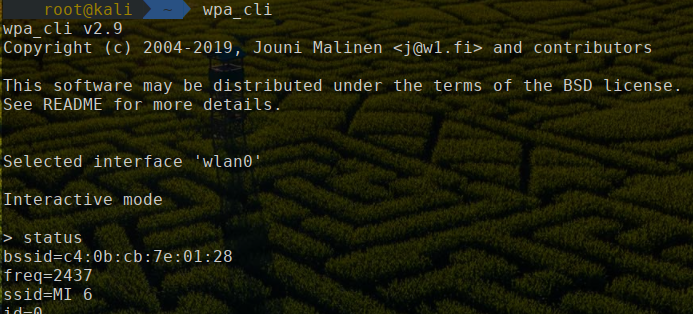 root@kali ~ wpa_cli
wpa_cli v2.9
Copyright (c) 2004-2019, Jouni Malinen <j@w1.fi> and contributors
This software may be distributed under the terms of the BSD license.
See README for more details.
Selected interface 'wlan0'
Interactive mode
> status
bssid=c4:0b:cb:7e:01:28
freq=2437
ssid=MI 6
id=0